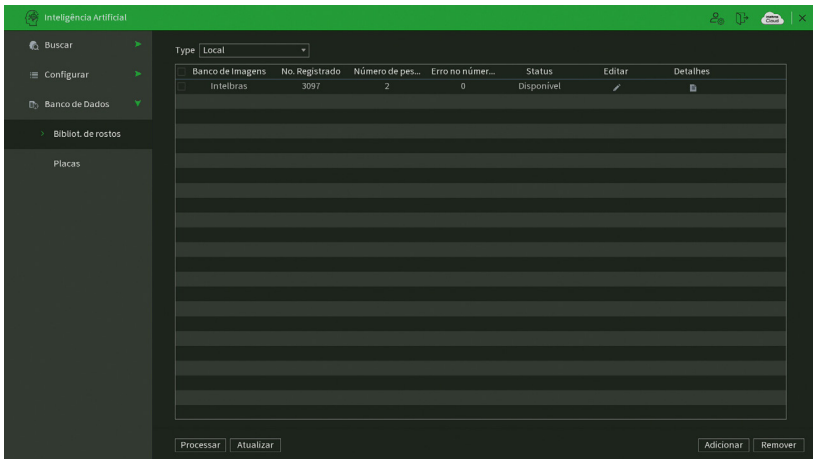 Inteligência Artificial
Buscar
Configurar
Banco de Dados
Bibliot. de rostos
Placas
Type Local
Banco de Imagens No. Registrado Número de pes... Erro no númer... Status Editar Detalhes
Intelbras 3097 2 0 Disponível
Processar Atualizar Adicionar Remover